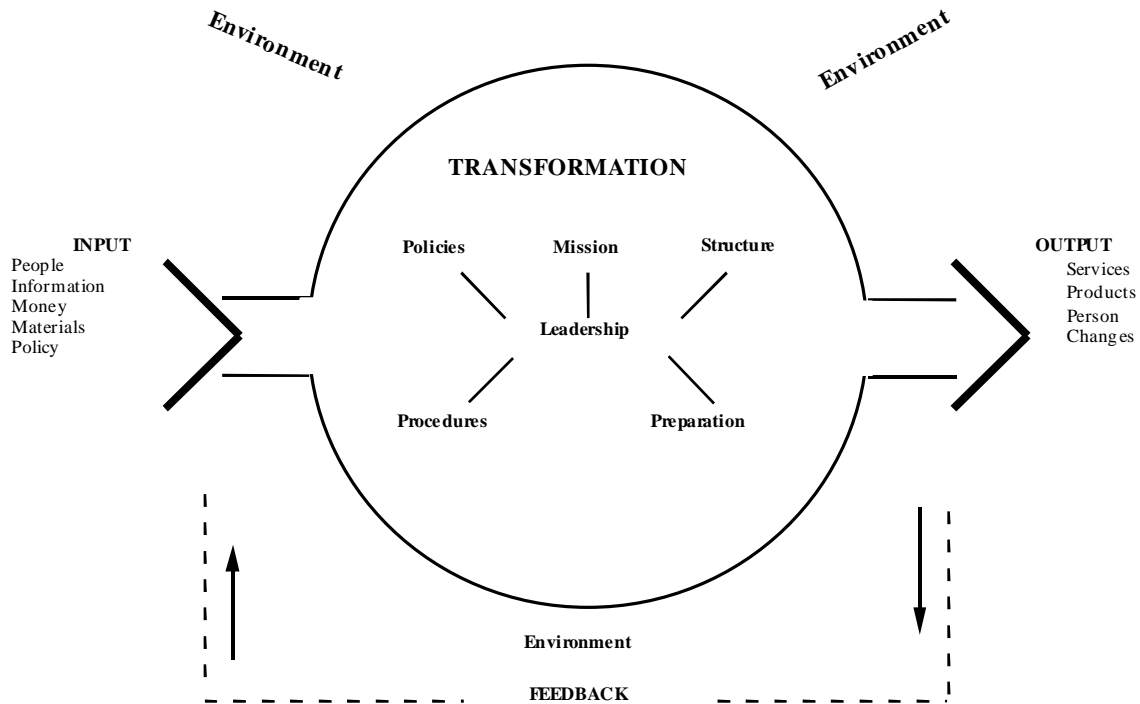 Environment
Environment
TRANSFORMATION
INPUT
People
Information
Money
Materials
Policy
Policies
Mission
Structure
Leadership
Procedures
Preparation
OUTPUT
Services
Products
Person
Changes
Environment
FEEDBACK